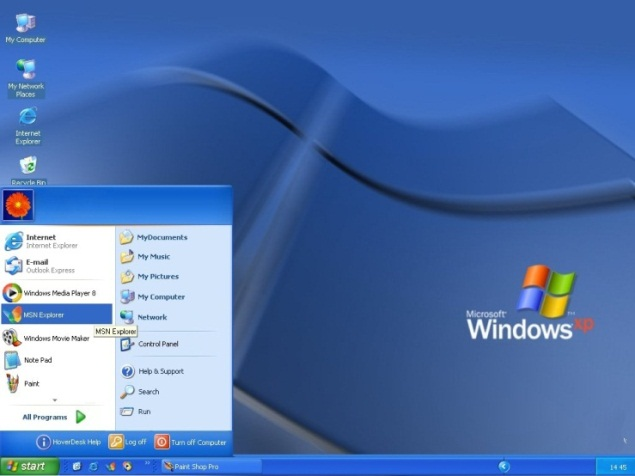 My Computer
My Network
Places
Internet
Explorer
Recycle Bin
Internet
Internet Explorer
E-mail
Outlook Express
Windows Media Player 8
MSN Explorer
MSN Explorer
Windows Movie Maker
Note Pad
Paint
All Programs
MyDocuments
My Music
My Pictures
My Computer
Network
Control Panel
Help & Support
Search
Run
HoverDesk Help
Log off
Turn off Computer
Microsoft
Windows xp
start
Paint Shop Pro
14:45